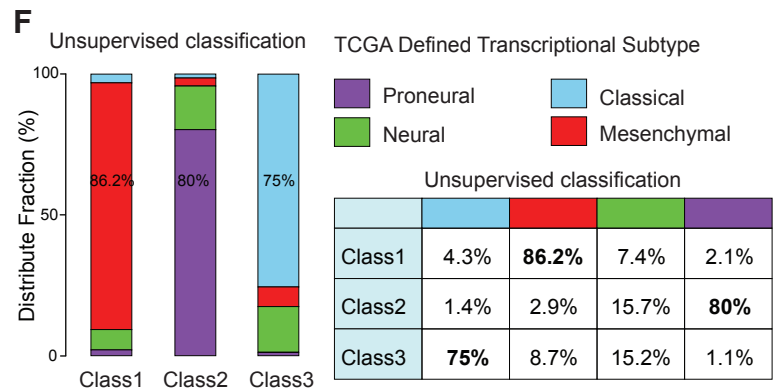 F
Unsupervised classification
Distribute Fraction (%)
100
50
0
86.2%
80%
75%
Class1 Class2 Class3
TCGA Defined Transcriptional Subtype
Proneural Classical
Neural Mesenchymal
Unsupervised classification
Class1 4.3% 86.2% 7.4% 2.1%
Class2 1.4% 2.9% 15.7% 80%
Class3 75% 8.7% 15.2% 1.1%